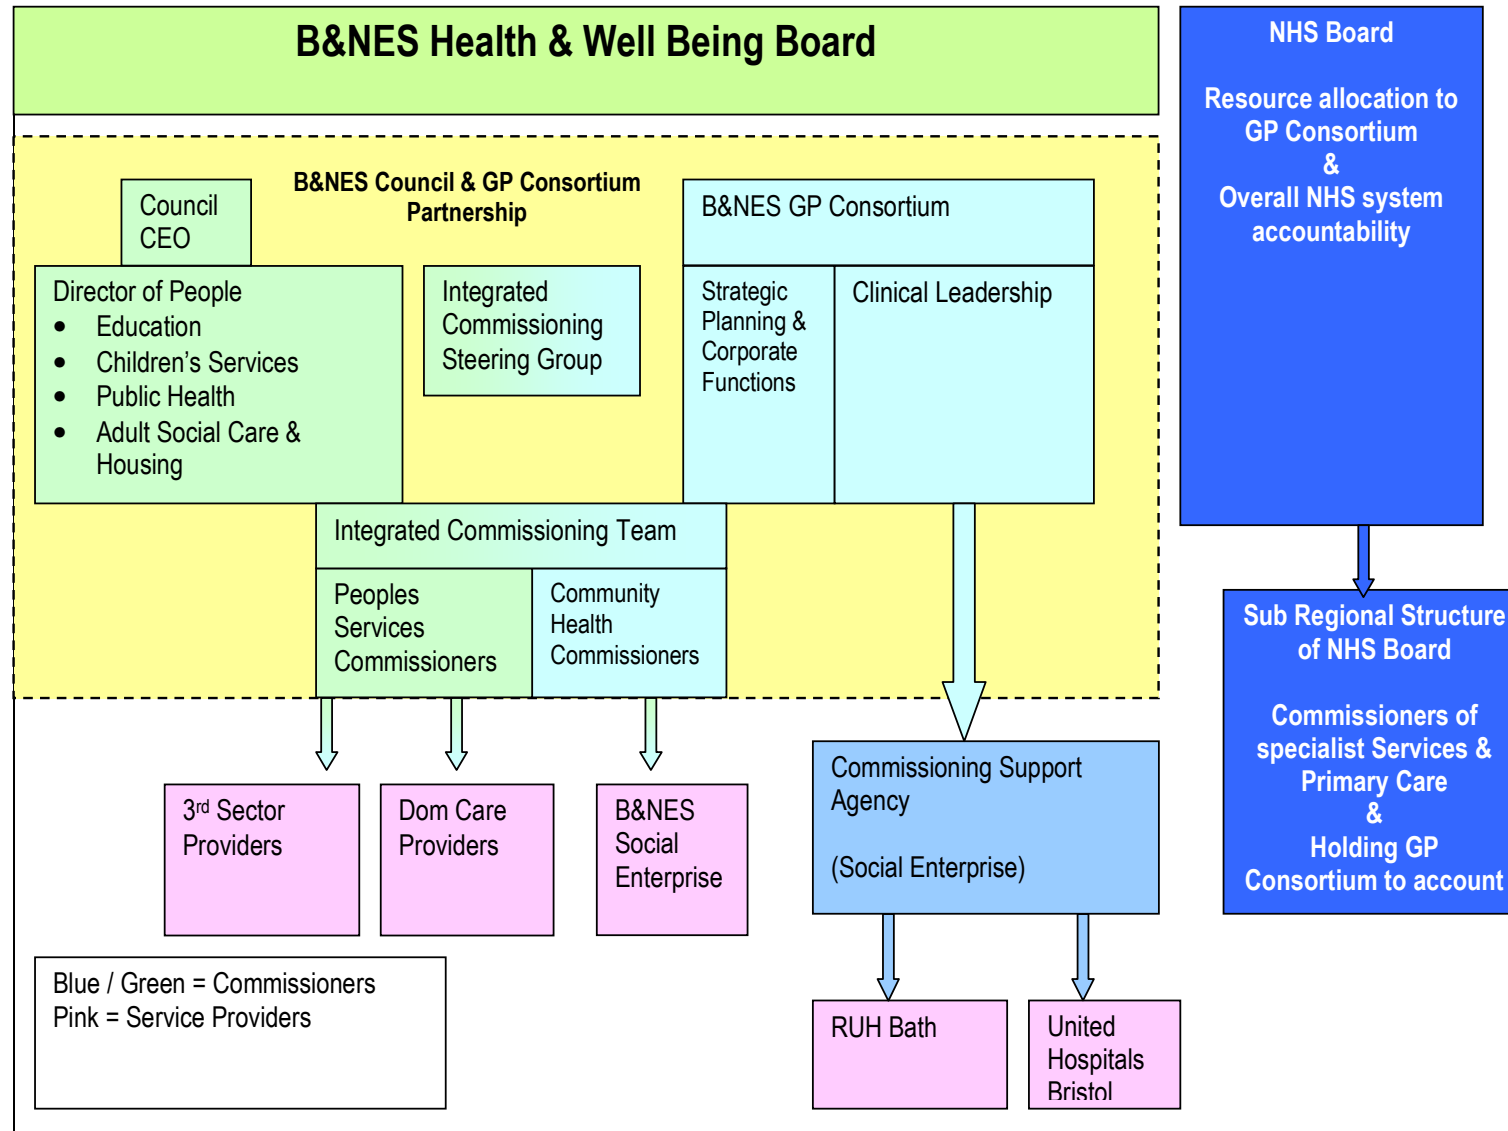 B&NES Health & Well Being Board
NHS Board
Resource allocation to
GP Consortium
&
Overall NHS system
accountability
B&NES Council & GP Consortium
Partnership
Council
CEO
Director of People
• Education
• Children's Services
• Public Health
• Adult Social Care &
Housing
Integrated
Commissioning
Steering Group
B&NES GP Consortium
Strategic
Planning &
Corporate
Functions
Clinical Leadership
Integrated Commissioning Team
Peoples
Services
Commissioners
Community
Health
Commissioners
Sub Regional Structure
of NHS Board
Commissioners of
specialist Services &
Primary Care
&
Holding GP
Consortium to account
3rd Sector
Providers
Dom Care
Providers
B&NES
Social
Enterprise
Commissioning Support
Agency
(Social Enterprise)
Blue / Green = Commissioners
Pink = Service Providers
RUH Bath
United
Hospitals
Bristol